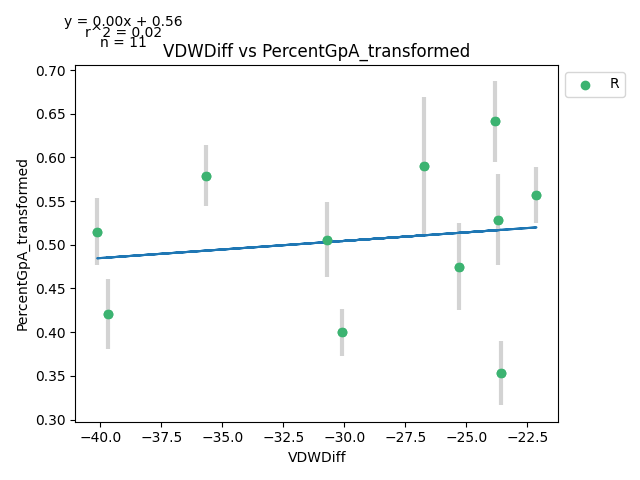 y = 0.00x + 0.56
r^2 = 0.02
n = 11
VDWDiff vs PercentGpA_transformed
R
PercentGpA_transformed
0.70
0.65
0.60
0.55
0.50
0.45
0.40
0.35
0.30
−40.0 −37.5 −35.0 −32.5 −30.0 −27.5 −25.0 −22.5
VDWDiff